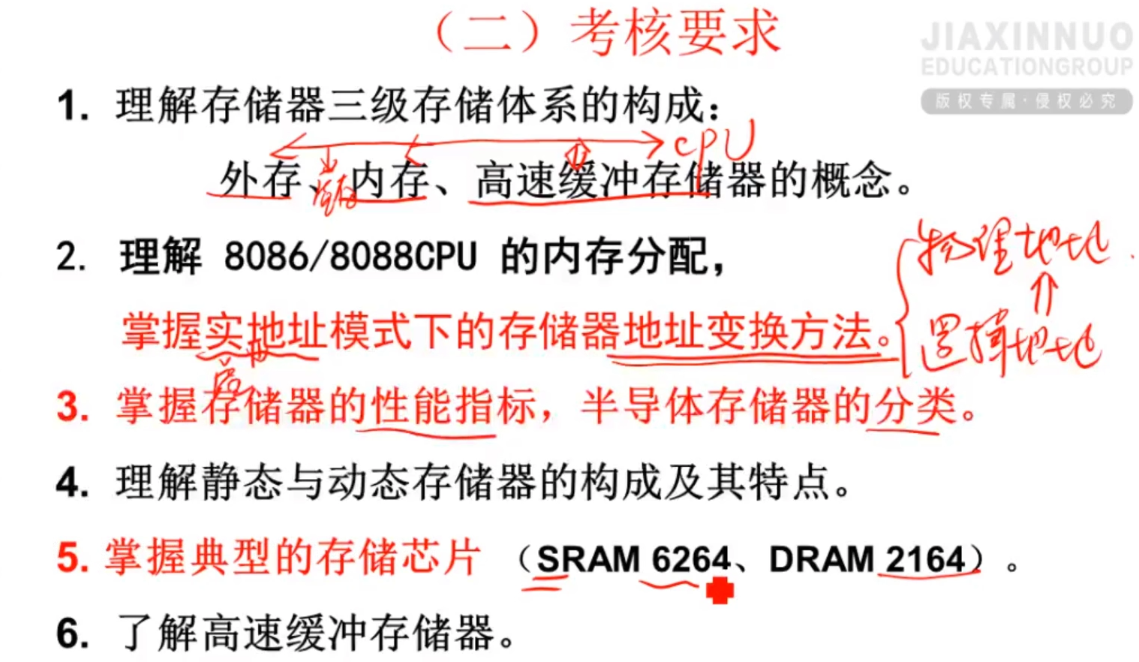 （二）考核要求
JIAXINNUO
EDUCATIONGROUP
版权专属·侵权必究
1. 理解存储器三级存储体系的构成：
CPU
外存、内存、高速缓冲存储器的概念。
2. 理解 8086/8088CPU 的内存分配，
物理地址
掌握实地址模式下的存储器地址变换方法。
逻辑地址
3. 掌握存储器的性能指标，半导体存储器的分类。
4. 理解静态与动态存储器的构成及其特点。
5. 掌握典型的存储芯片（SRAM 6264、DRAM 2164）。
6. 了解高速缓冲存储器。